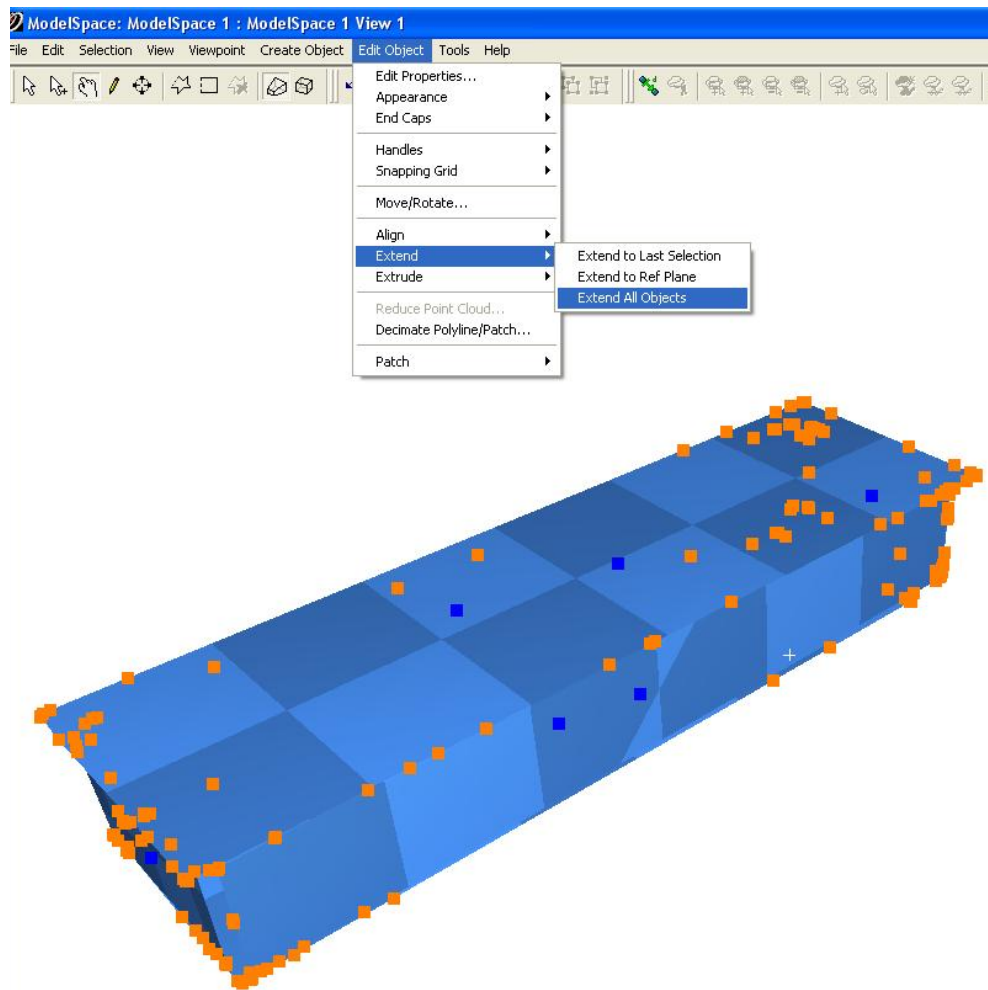 ModelSpace: ModelSpace 1 : ModelSpace 1 View 1
File Edit Selection View Viewpoint Create Object Edit Object Tools Help
Edit Properties...
Appearance
End Caps
Handles
Snapping Grid
Move/Rotate...
Align
Extend
Extend to Last Selection
Extrude
Extend to Ref Plane
Extend All Objects
Reduce Point Cloud...
Decimate Polyline/Patch...
Patch